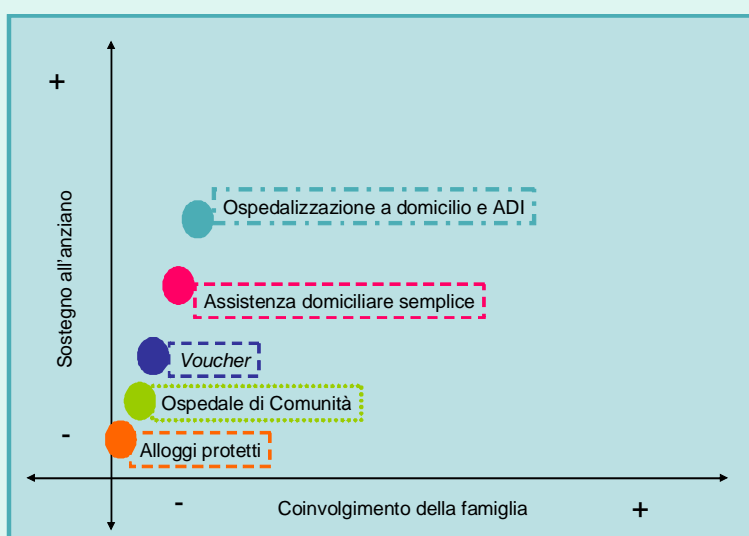 +
Sostegno all'anziano
-
Ospedalizzazione a domicilio e ADI
Assistenza domiciliare semplice
Voucher
Ospedale di Comunità
Alloggi protetti
-
Coinvolgimento della famiglia
+